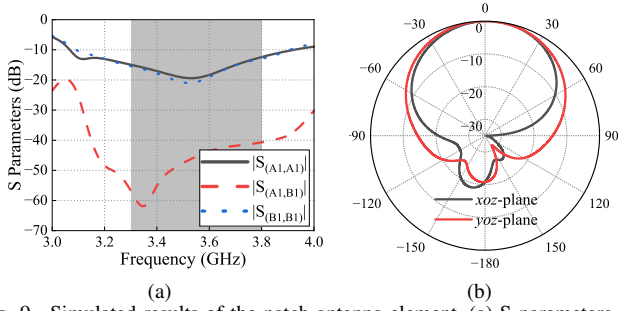 0
-10
-20
-30
-40
-50
-60
-70
S Parameters (dB)
3.0 3.2 3.4 3.6 3.8 4.0
Frequency (GHz)
|S(A1,A1)|
|S(A1,B1)|
|S(B1,B1)|
(a)
0
-30 30
-60 60
-90 90
-120 120
-150 150
-180
0
-10
-20
-30
xoz-plane
yoz-plane
(b)
9. Simulated results of the patch antenna element. (a) S-parameters